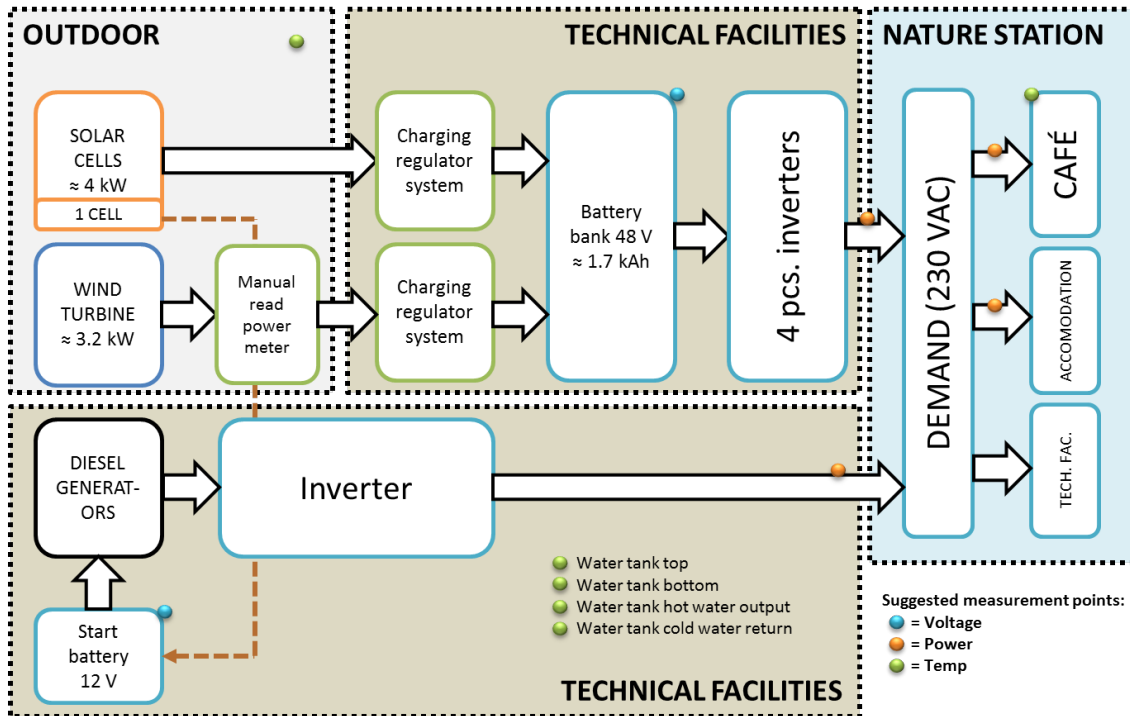 OUTDOOR
TECHNICAL FACILITIES
NATURE STATION
SOLAR
CELLS
≈ 4 kW
1 CELL
WIND
TURBINE
≈ 3.2 kW
Manual
read
power
meter
Charging
regulator
system
Charging
regulator
system
Battery
bank 48 V
≈ 1.7 kAh
4 pcs. inverters
DEMAND (230 VAC)
CAFÉ
ACCOMODATION
TECH. FAC.
DIESEL
GENERAT-
ORS
Inverter
Start
battery
12 V
Water tank top
Water tank bottom
Water tank hot water output
Water tank cold water return
TECHNICAL FACILITIES
Suggested measurement points:
= Voltage
= Power
= Temp